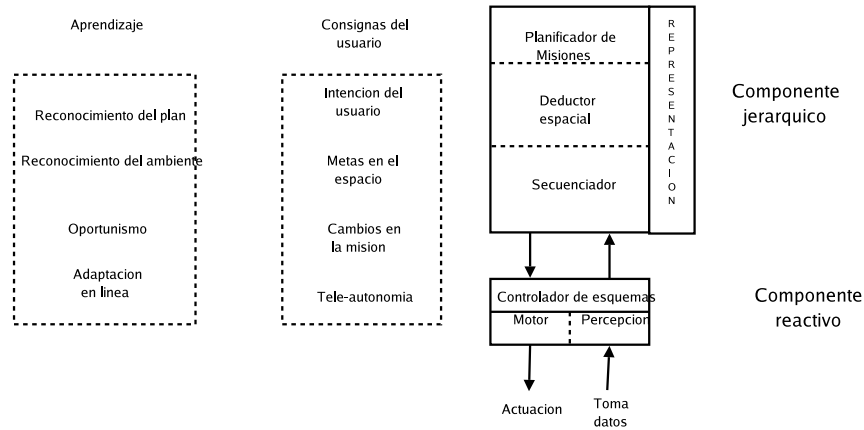 Aprendizaje
Reconocimiento del plan
Reconocimiento del ambiente
Oportunismo
Adaptacion
en linea
Consignas del
usuario
Intencion del
usuario
Metas en el
espacio
Cambios en
la mision
Tele-autonomia
Planificador de
Misiones
Deductor
espacial
Secuenciador
REPRESENTACION
Componente
jerarquico
Controlador de esquemas
Motor
Percepcion
Componente
reactivo
Actuacion
Toma
datos